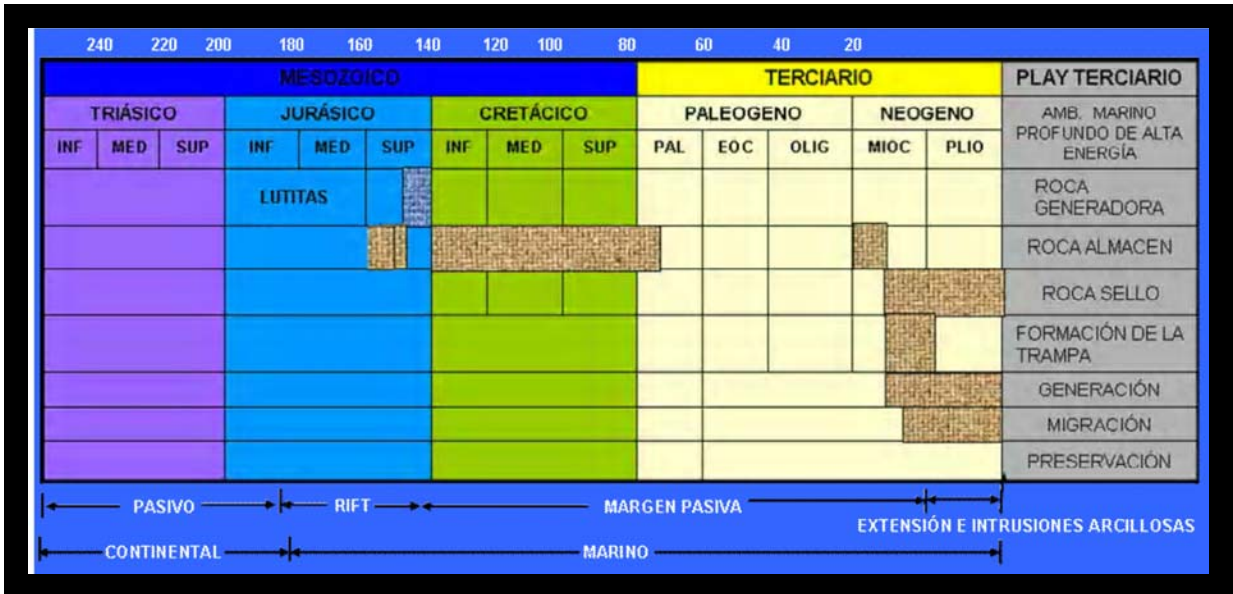 240 220 200 180 160 140 120 100 80 60 40 20
MESOZOICO TERCIARIO PLAY TERCIARIO
TRIÁSICO JURÁSICO CRETÁCICO PALEOGENO NEOGENO
INF MED SUP INF MED SUP INF MED SUP PAL EOC OLIG MIOC PLIO
AMB. MARINO
PROFUNDO DE ALTA
ENERGÍA
LUTITAS
ROCA
GENERADORA
ROCA ALMACEN
ROCA SELLO
FORMACIÓN DE LA
TRAMPA
GENERACIÓN
MIGRACIÓN
PRESERVACIÓN
PASIVO RIFT MARGEN PASIVA
EXTENSIÓN E INTRUSIONES ARCILLOSAS
CONTINENTAL MARINO